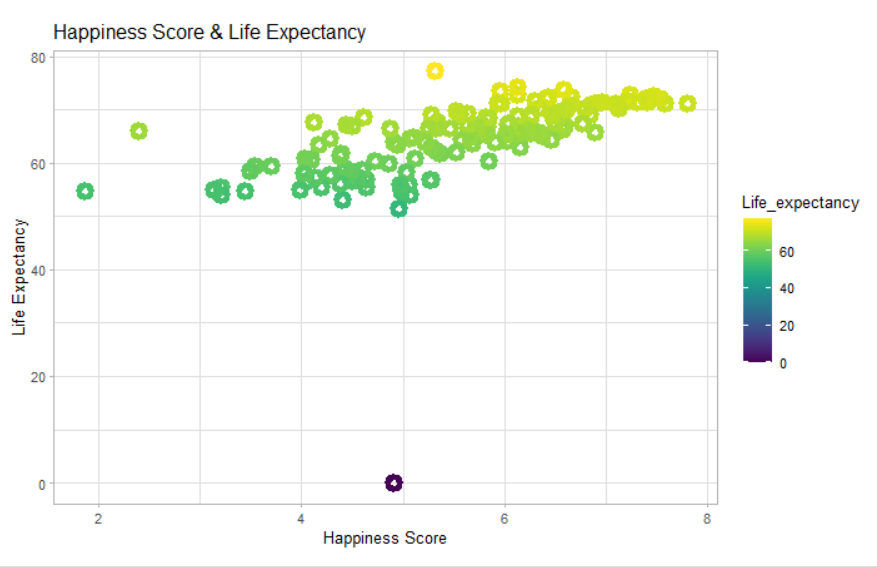 Happiness Score & Life Expectancy
80
60
40
20
0
Life Expectancy
2 4 6 8
Happiness Score
Life_expectancy
60
40
20
0